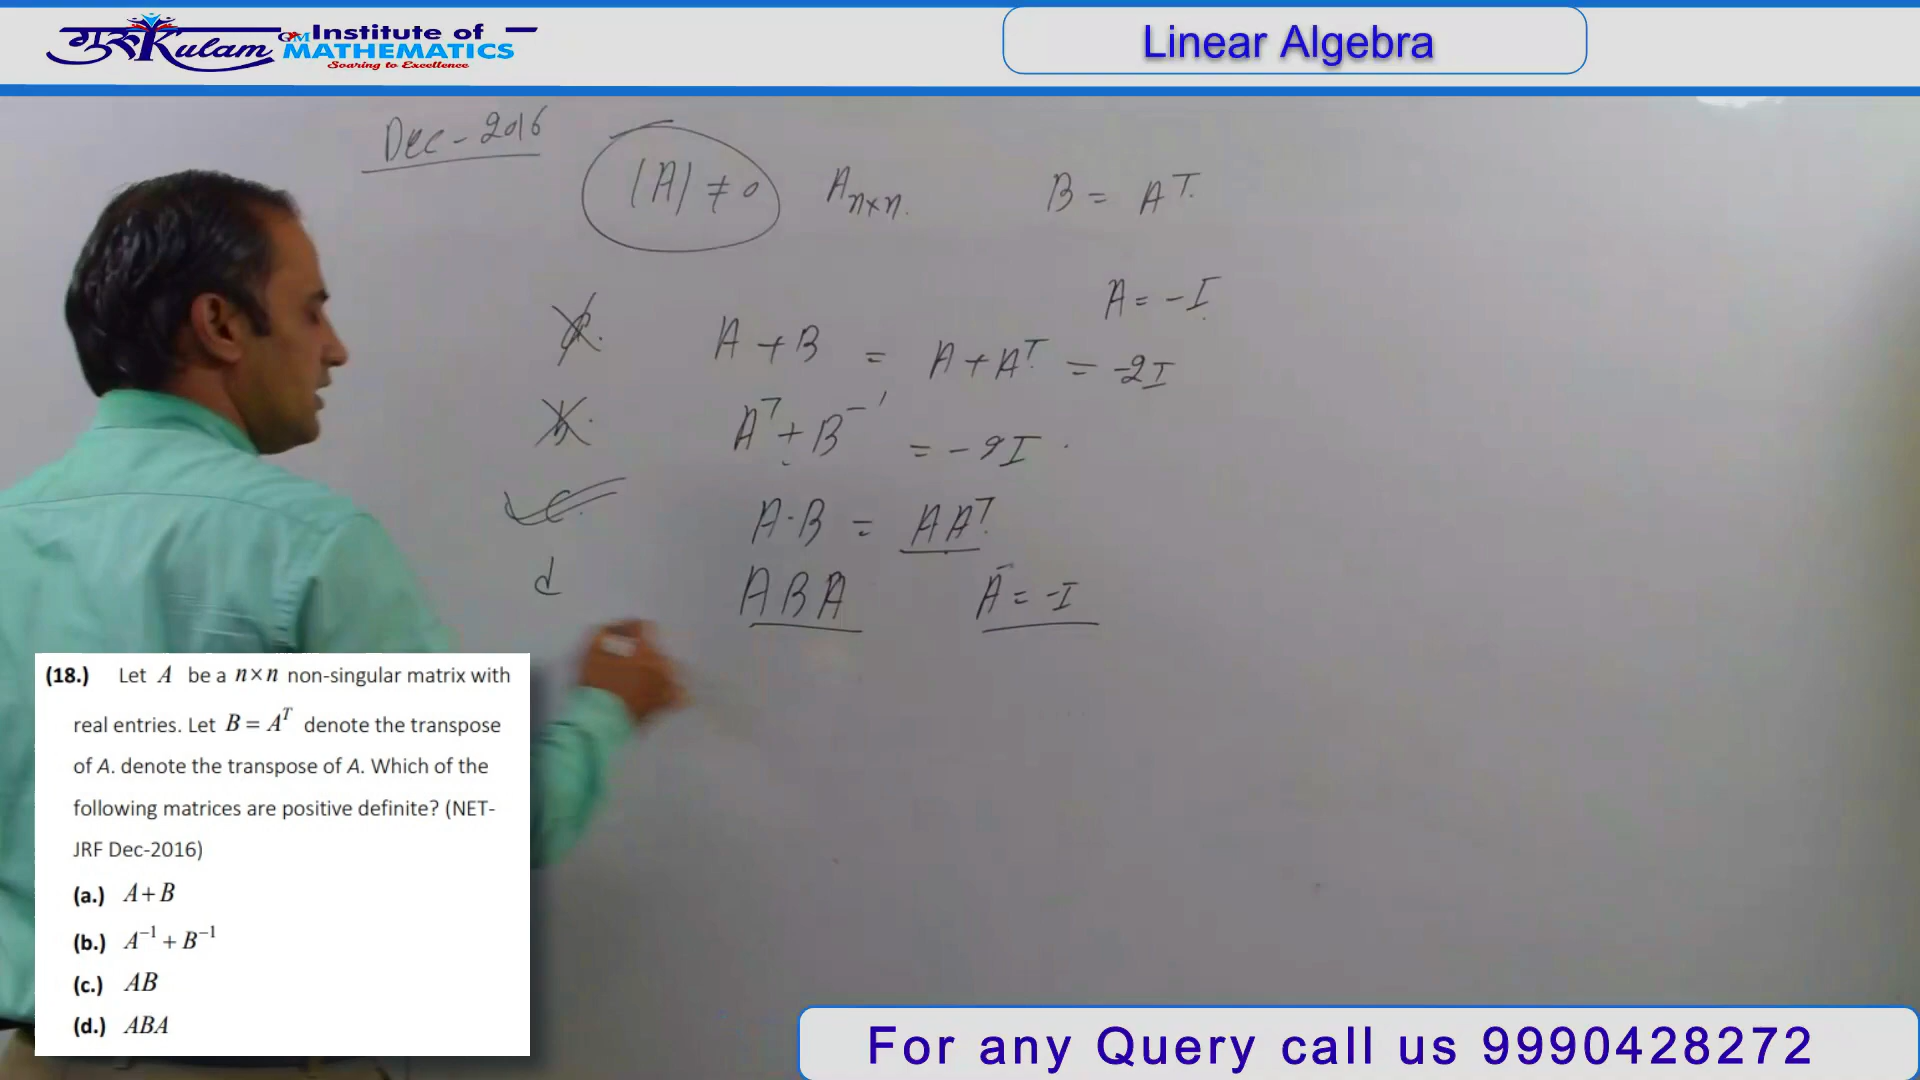 गुरुKulam QM Institute of
MATHEMATICS
Soaring to Excellence
Linear Algebra
Dec-2016
|A| ≠ 0 A n×n. B = A^T.
A = -I.
a. A + B = A + A^T = -2I
b. A^T + B^-1 = -2I.
c. A·B = AA^T.
d ABA A = -I
(18.) Let A be a n×n non-singular matrix with
real entries. Let B = A^T denote the transpose
of A. denote the transpose of A. Which of the
following matrices are positive definite? (NET-
JRF Dec-2016)
(a.) A+B
(b.) A^-1 + B^-1
(c.) AB
(d.) ABA
For any Query call us 9990428272